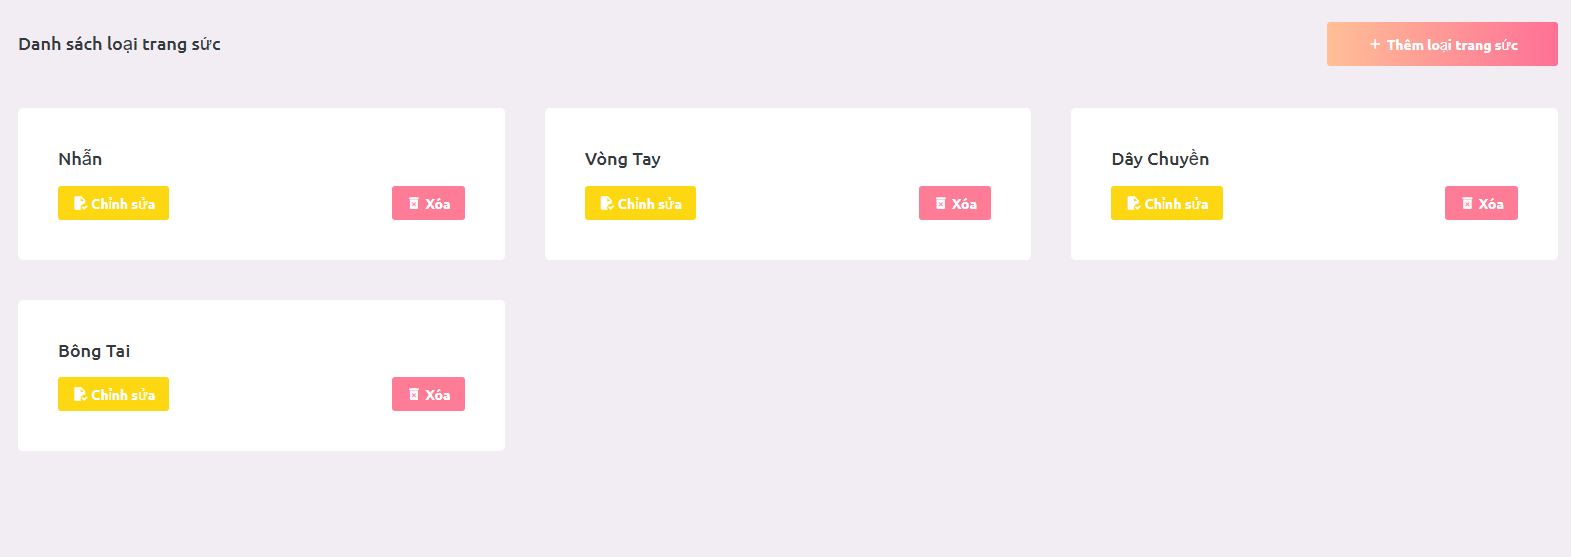 Danh sách loại trang sức
+ Thêm loại trang sức
Nhẫn
Chỉnh sửa
Xóa
Vòng Tay
Chỉnh sửa
Xóa
Dây Chuyền
Chỉnh sửa
Xóa
Bông Tai
Chỉnh sửa
Xóa